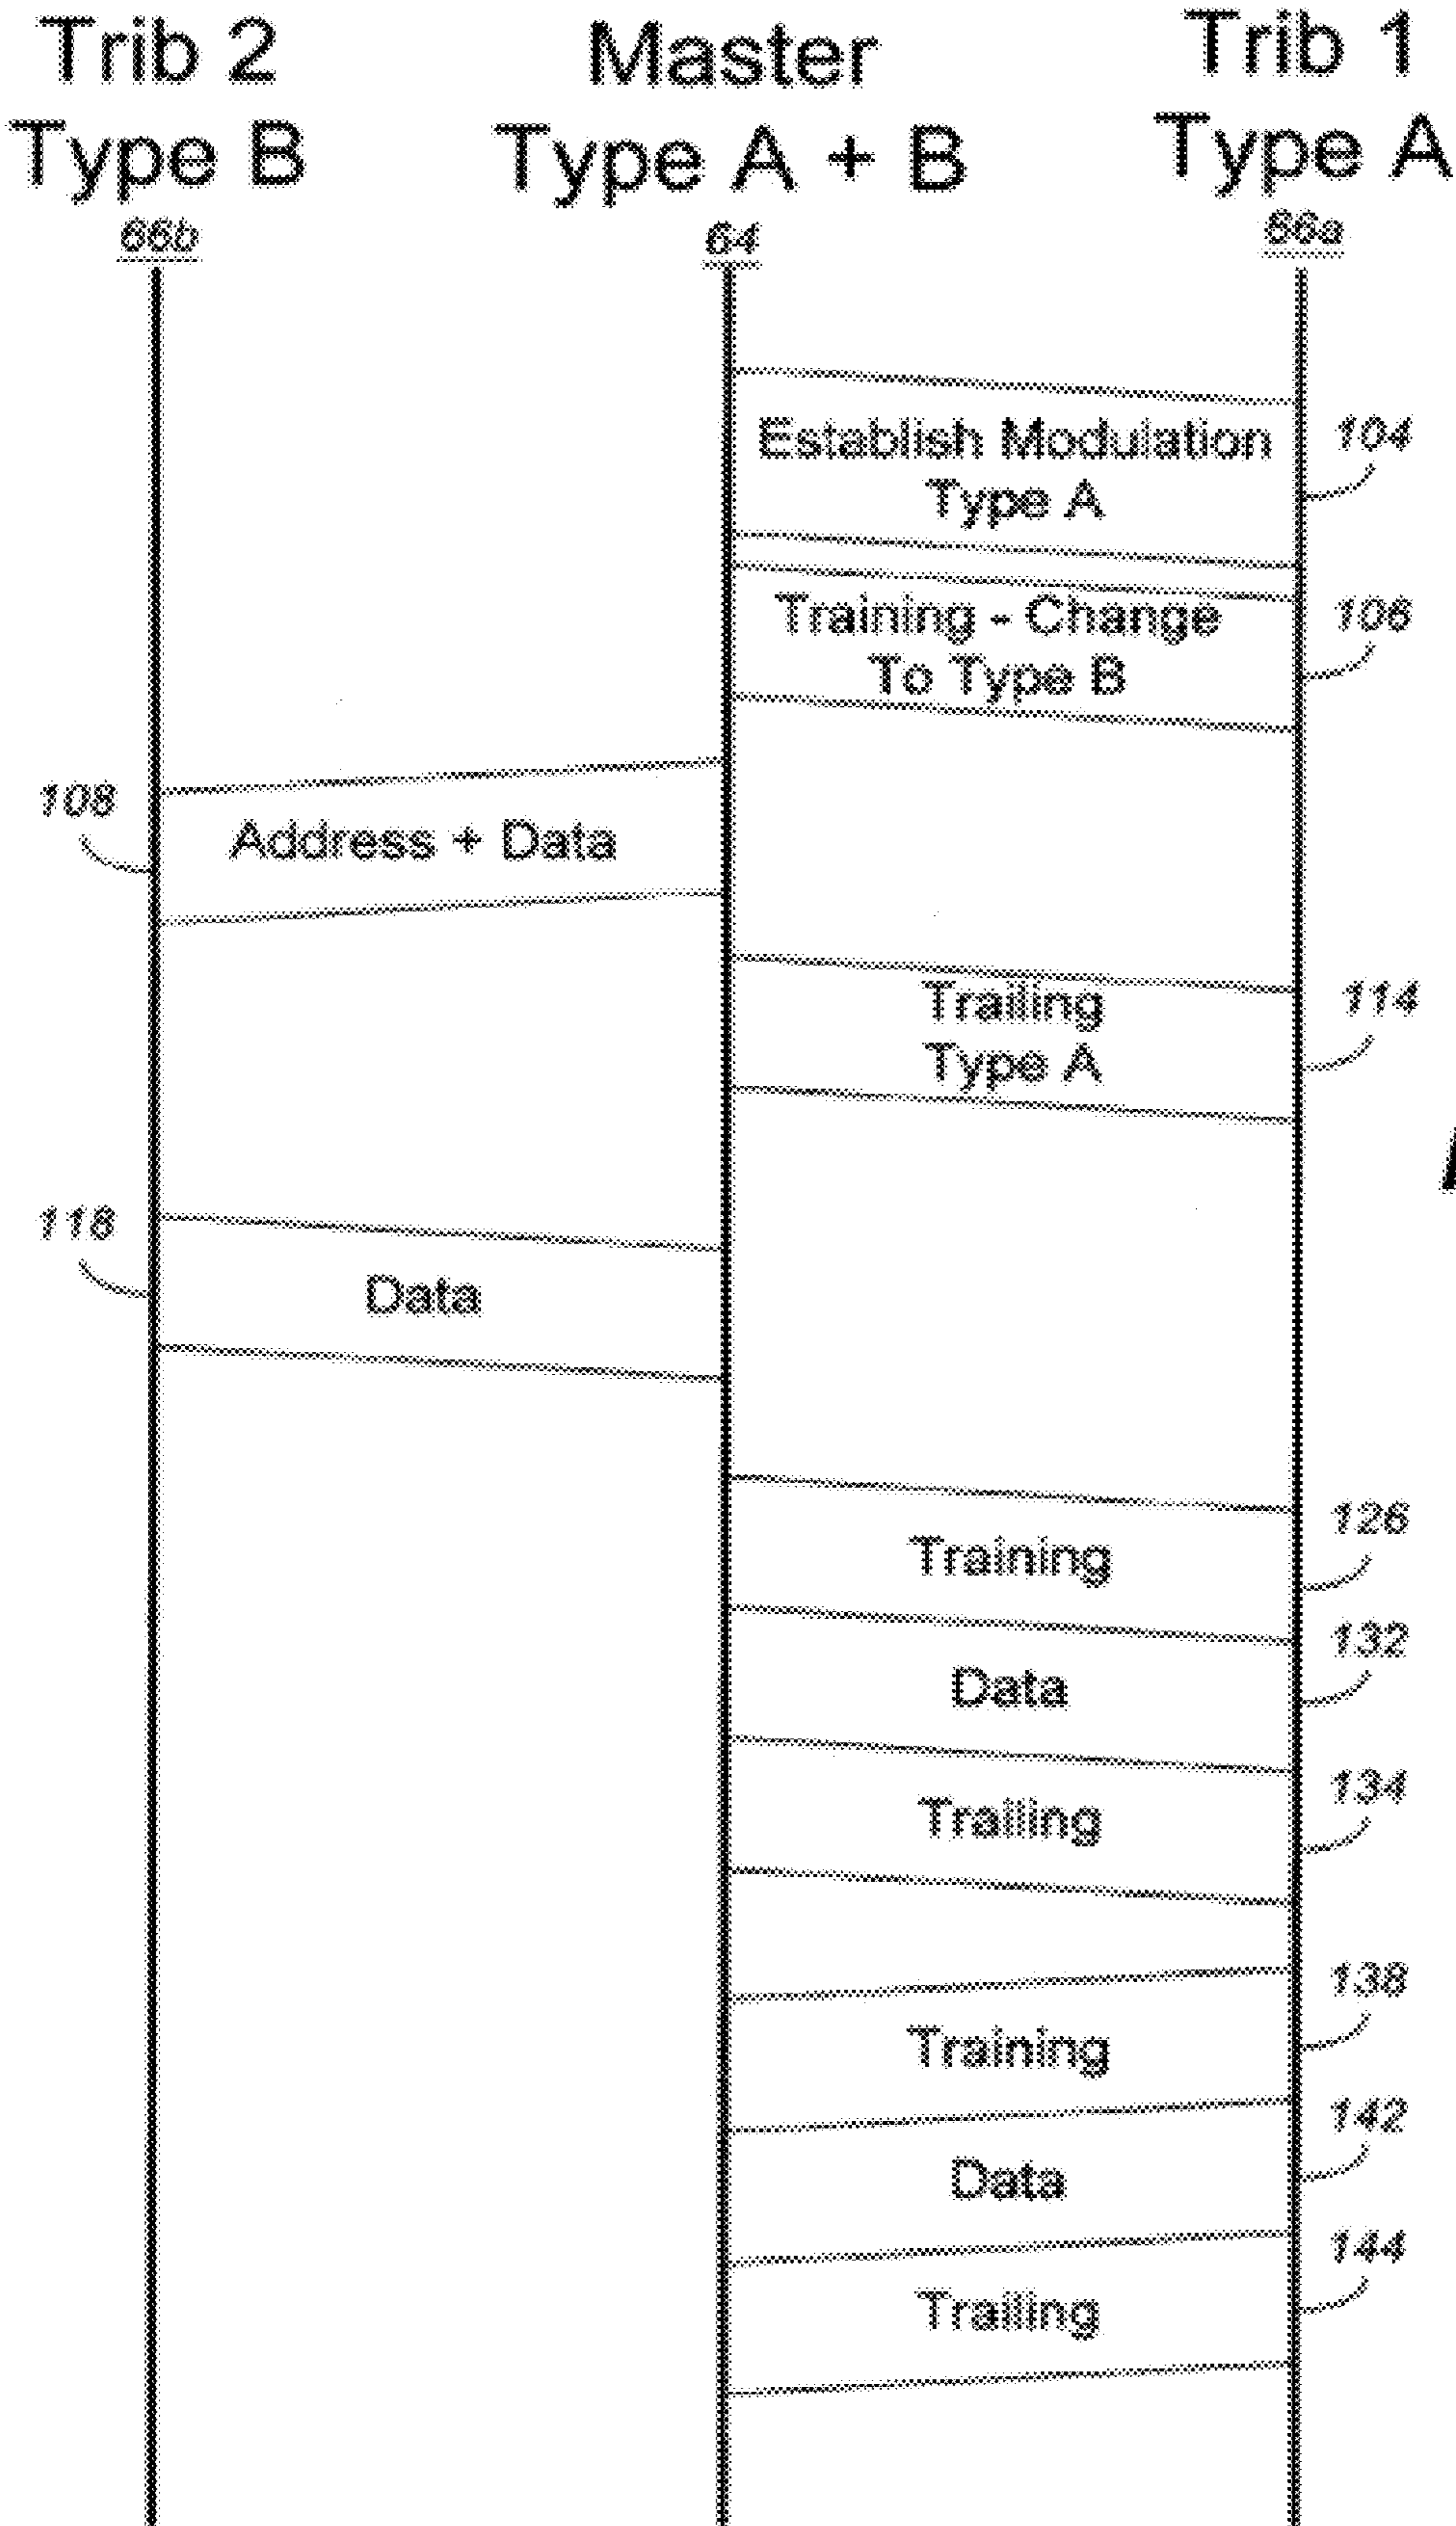 Trib 2
Type B
66b
Master
Type A + B
64
Trib 1
Type A
66a
Establish Modulation
Type A
104
Training - Change
To Type B
106
108
Address + Data
Trailing
Type A
114
118
Data
Training
126
Data
132
Trailing
134
Training
138
Data
142
Trailing
144